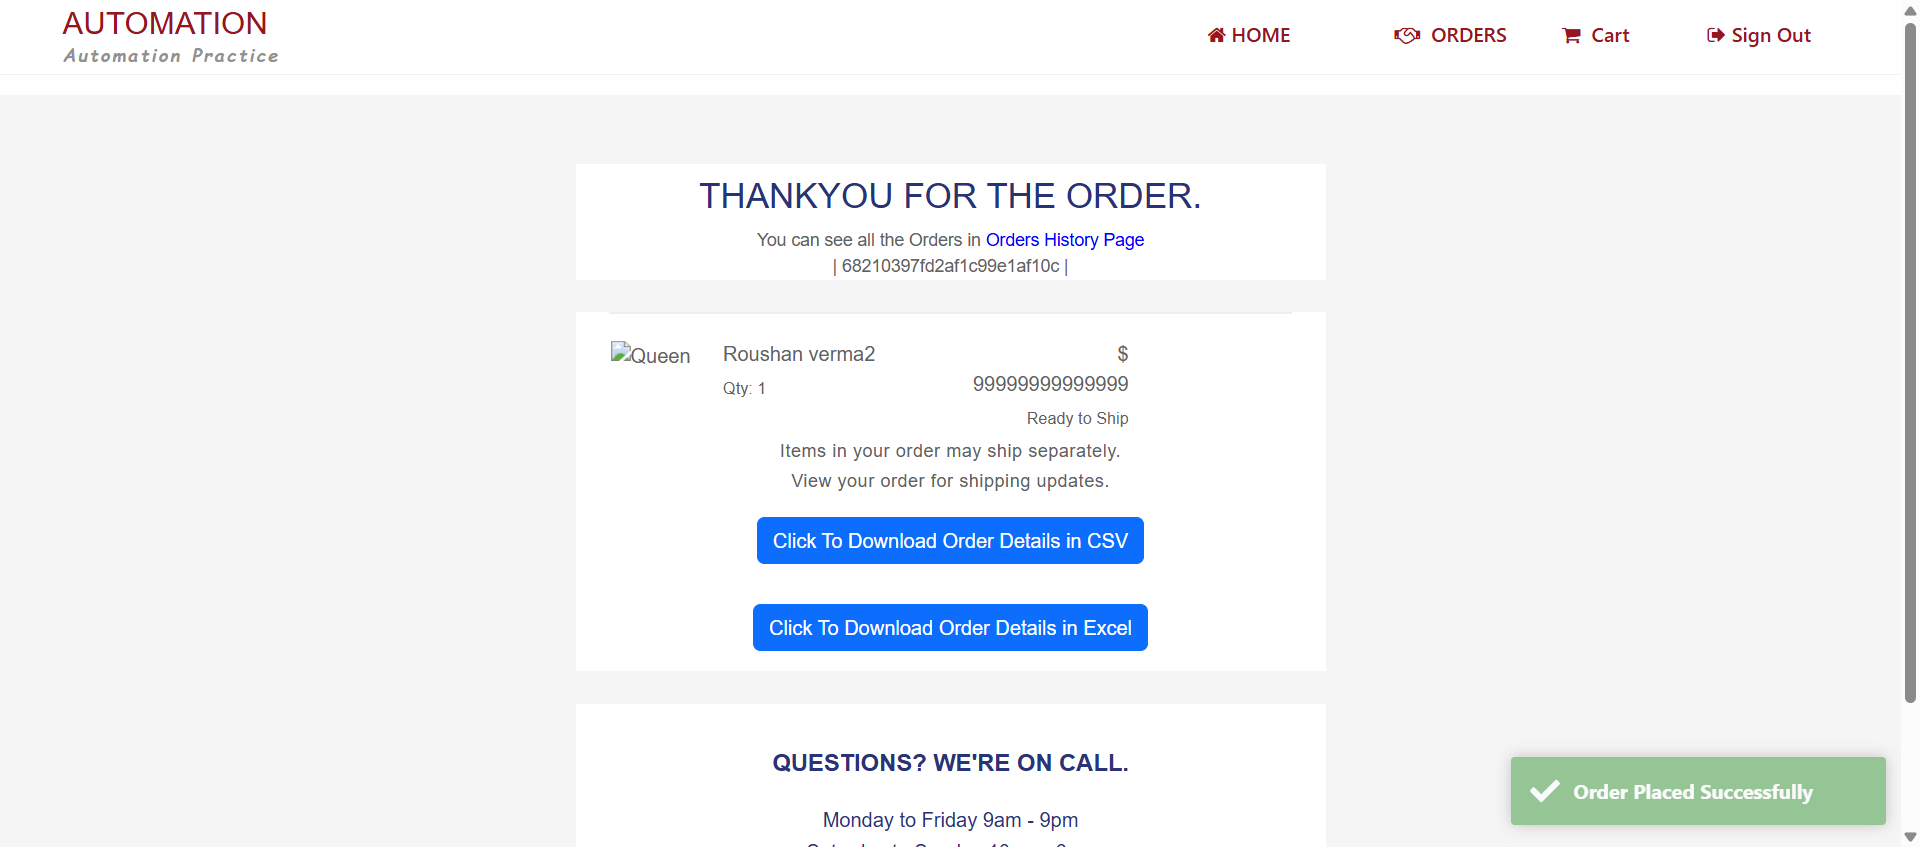 AUTOMATION
Automation Practice
HOME
ORDERS
Cart
Sign Out
THANKYOU FOR THE ORDER.
You can see all the Orders in Orders History Page
| 68210397fd2af1c99e1af10c |
Queen
Roushan verma2
Qty: 1
$
99999999999999
Ready to Ship
Items in your order may ship separately.
View your order for shipping updates.
Click To Download Order Details in CSV
Click To Download Order Details in Excel
QUESTIONS? WE'RE ON CALL.
Monday to Friday 9am - 9pm
Order Placed Successfully